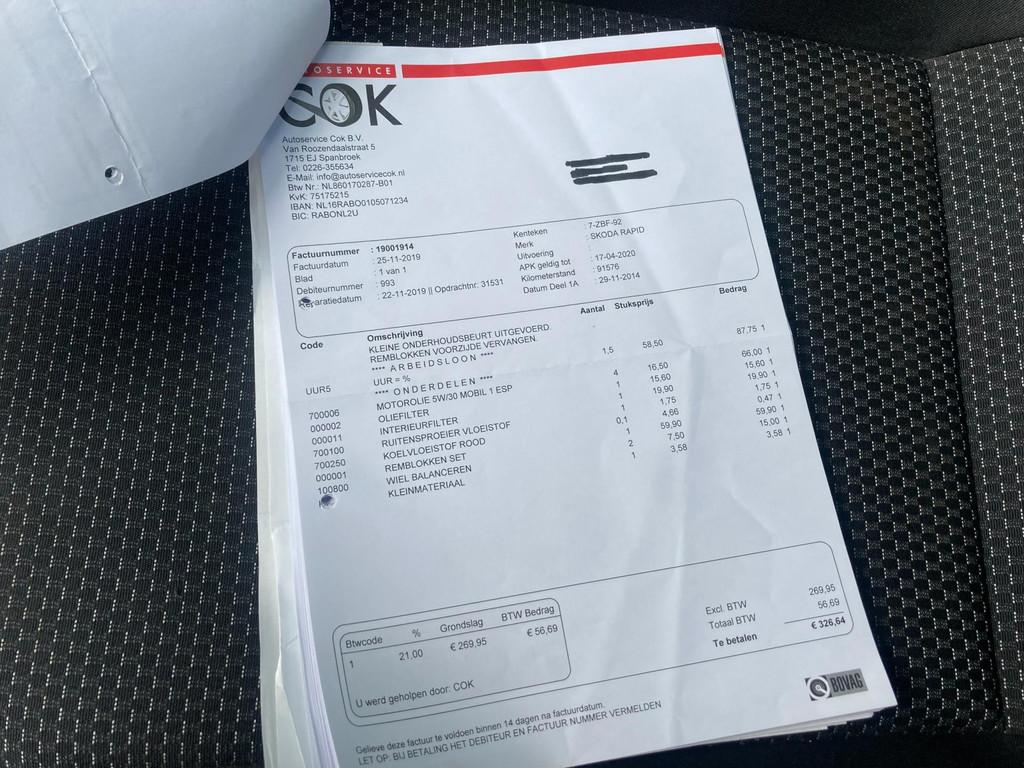 OSERVICE
COK
Autoservice Cok B.V.
Van Roozendaalstraat 5
1715 EJ Spanbroek
Tel: 0226-355634
E-Mail: info@autoservicecok.nl
Btw Nr.: NL860170287-B01
KvK: 75175215
IBAN: NL16RABO0105071234
BIC: RABONL2U
Factuurnummer : 19001914 Kenteken : 7-ZBF-92
Factuurdatum : 25-11-2019 Merk : SKODA RAPID
Blad : 1 van 1 Uitvoering :
Debiteurnummer : 993 APK geldig tot : 17-04-2020
Reparatiedatum : 22-11-2019 || Opdrachtnr: 31531 Kilometerstand : 91576
Datum Deel 1A : 29-11-2014
Code Omschrijving Aantal Stuksprijs Bedrag
KLEINE ONDERHOUDSBEURT UITGEVOERD.
REMBLOKKEN VOORZIJDE VERVANGEN.
**** A R B E I D S L O O N ****
UUR5 UUR = % 1,5 58,50 87,75 1
**** O N D E R D E L E N ****
700006 MOTOROLIE 5W/30 MOBIL 1 ESP 4 16,50 66,00 1
000002 OLIEFILTER 1 15,60 15,60 1
000011 INTERIEURFILTER 1 19,90 19,90 1
700100 RUITENSPROEIER VLOEISTOF 1 1,75 1,75 1
700250 KOELVLOEISTOF ROOD 0,1 4,66 0,47 1
000001 REMBLOKKEN SET 1 59,90 59,90 1
100800 WIEL BALANCEREN 2 7,50 15,00 1
KLEINMATERIAAL 1 3,58 3,58 1
Btwcode % Grondslag BTW Bedrag
1 21,00 € 269,95 € 56,69
U werd geholpen door: COK
Excl. BTW 269,95
Totaal BTW 56,69
Te betalen € 326,64
BOVAG
Gelieve deze factuur te voldoen binnen 14 dagen na factuurdatum.
LET OP: BIJ BETALING HET DEBITEUR EN FACTUUR NUMMER VERMELDEN